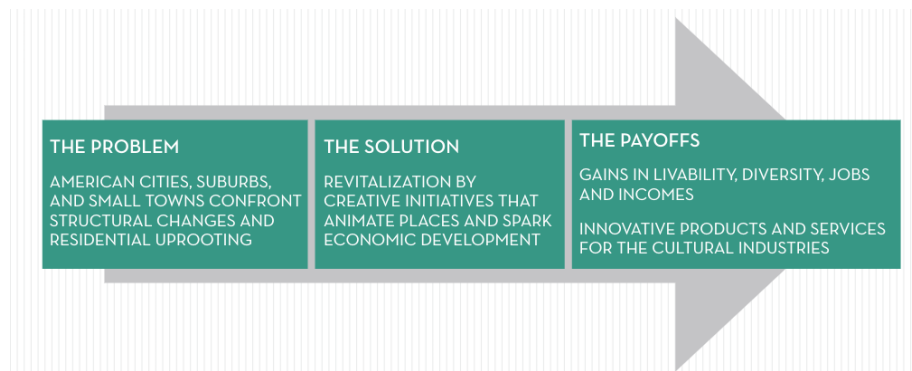 THE PROBLEM
AMERICAN CITIES, SUBURBS,
AND SMALL TOWNS CONFRONT
STRUCTURAL CHANGES AND
RESIDENTIAL UPROOTING
THE SOLUTION
REVITALIZATION BY
CREATIVE INITIATIVES THAT
ANIMATE PLACES AND SPARK
ECONOMIC DEVELOPMENT
THE PAYOFFS
GAINS IN LIVABILITY, DIVERSITY, JOBS
AND INCOMES
INNOVATIVE PRODUCTS AND SERVICES
FOR THE CULTURAL INDUSTRIES